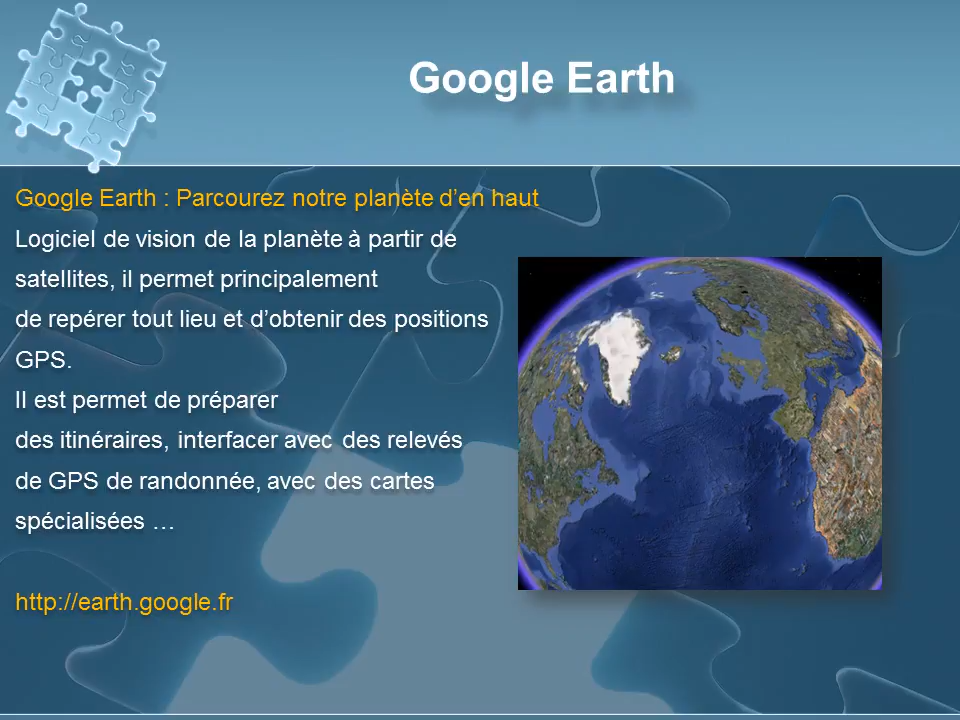 Google Earth
Google Earth : Parcourez notre planète d’en haut
Logiciel de vision de la planète à partir de
satellites, il permet principalement
de repérer tout lieu et d’obtenir des positions
GPS.
Il est permet de préparer
des itinéraires, interfacer avec des relevés
de GPS de randonnée, avec des cartes
spécialisées …
http://earth.google.fr